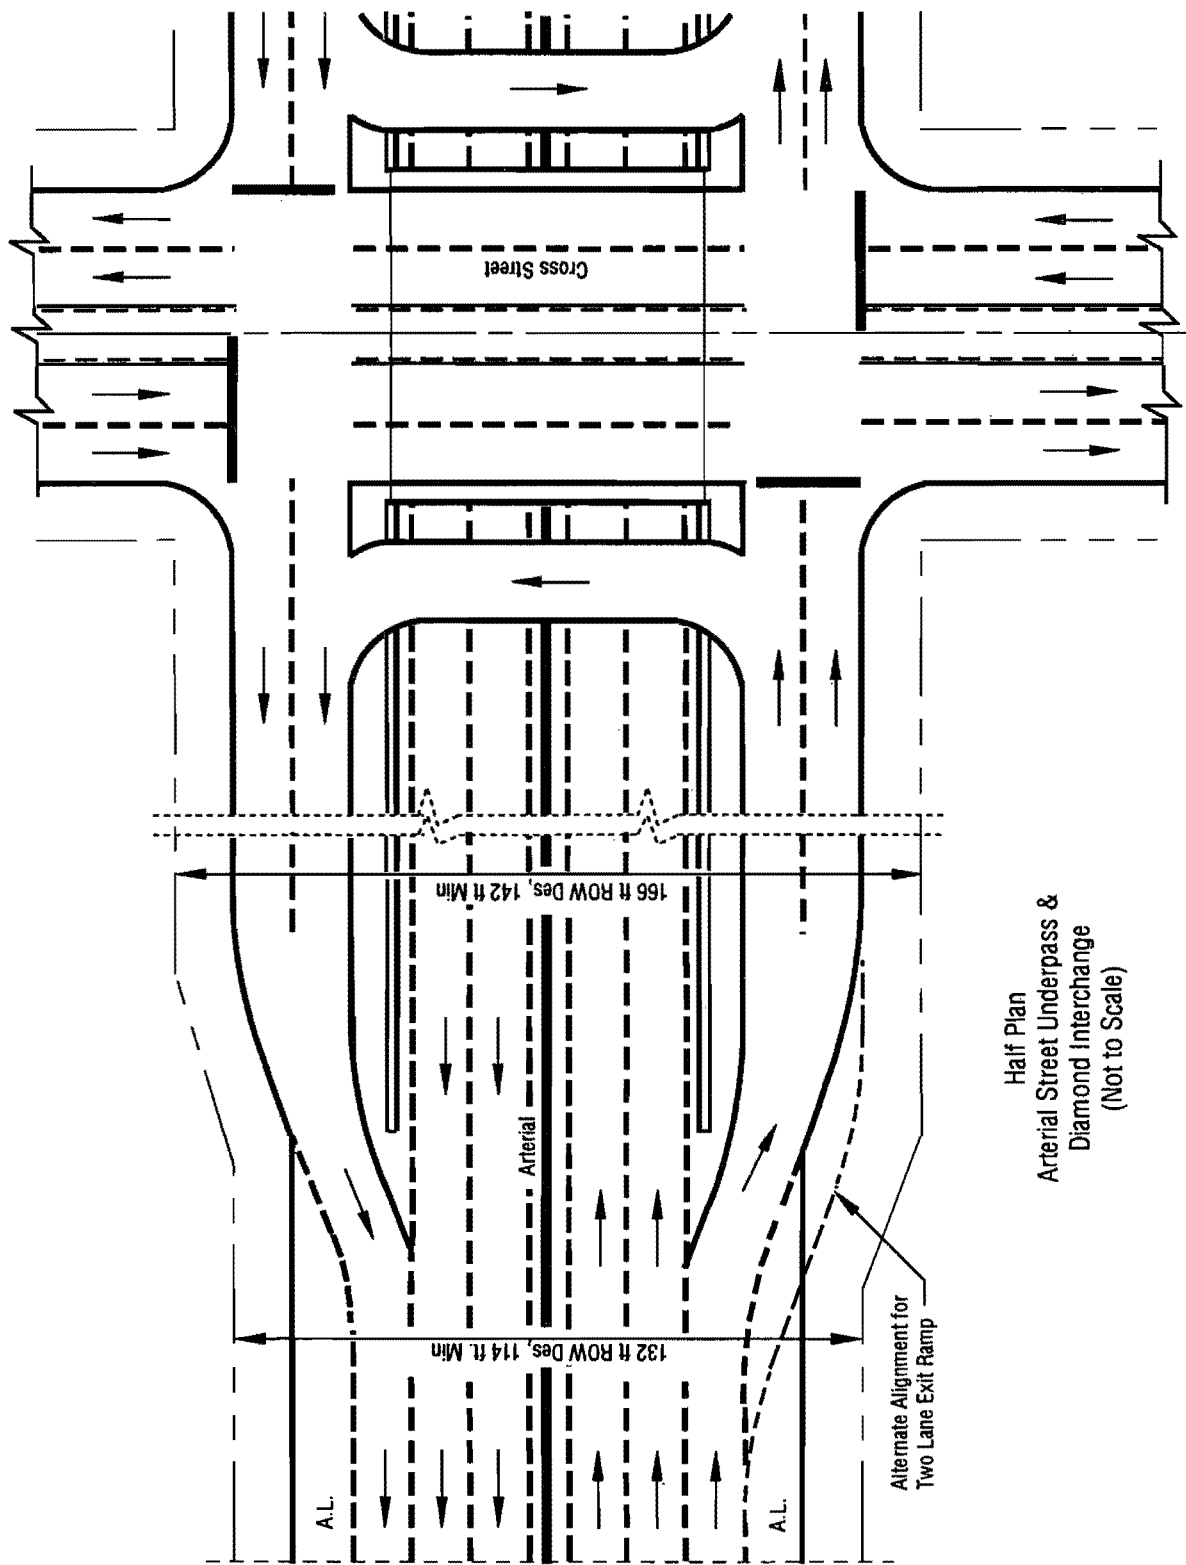 Cross Street
166 ft ROW Des, 142 ft Min
Arterial
132 ft ROW Des, 114 ft. Min
A.L.
A.L.
Alternate Alignment for
Two Lane Exit Ramp
Half Plan
Arterial Street Underpass &
Diamond Interchange
(Not to Scale)